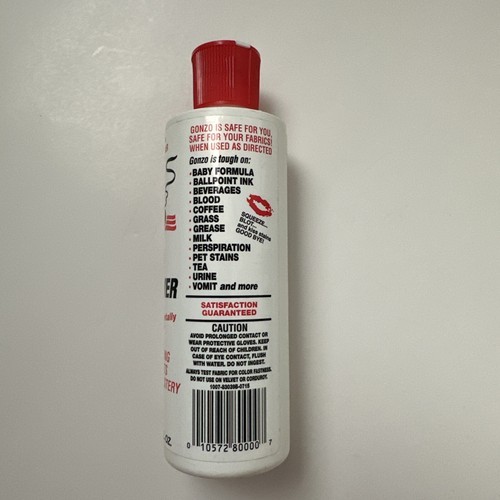 GONZO IS SAFE FOR YOU,
SAFE FOR YOUR FABRICS!
WHEN USED AS DIRECTED
Gonzo is tough on:
• BABY FORMULA
• BALLPOINT INK
• BEVERAGES
• BLOOD
• COFFEE
• GRASS
• GREASE
• MILK
• PERSPIRATION
• PET STAINS
• TEA
• URINE
• VOMIT and more
SQUEEZE...
BLOT...
and kiss stains
GOOD BYE!
SATISFACTION
GUARANTEED
CAUTION
AVOID PROLONGED CONTACT OR
WEAR PROTECTIVE GLOVES. KEEP
OUT OF REACH OF CHILDREN. IN
CASE OF EYE CONTACT, FLUSH
WITH WATER. DO NOT INGEST.
ALWAYS TEST FABRIC FOR COLOR FASTNESS.
DO NOT USE ON VELVET OR CORDUROY.
0 10572 80000 7